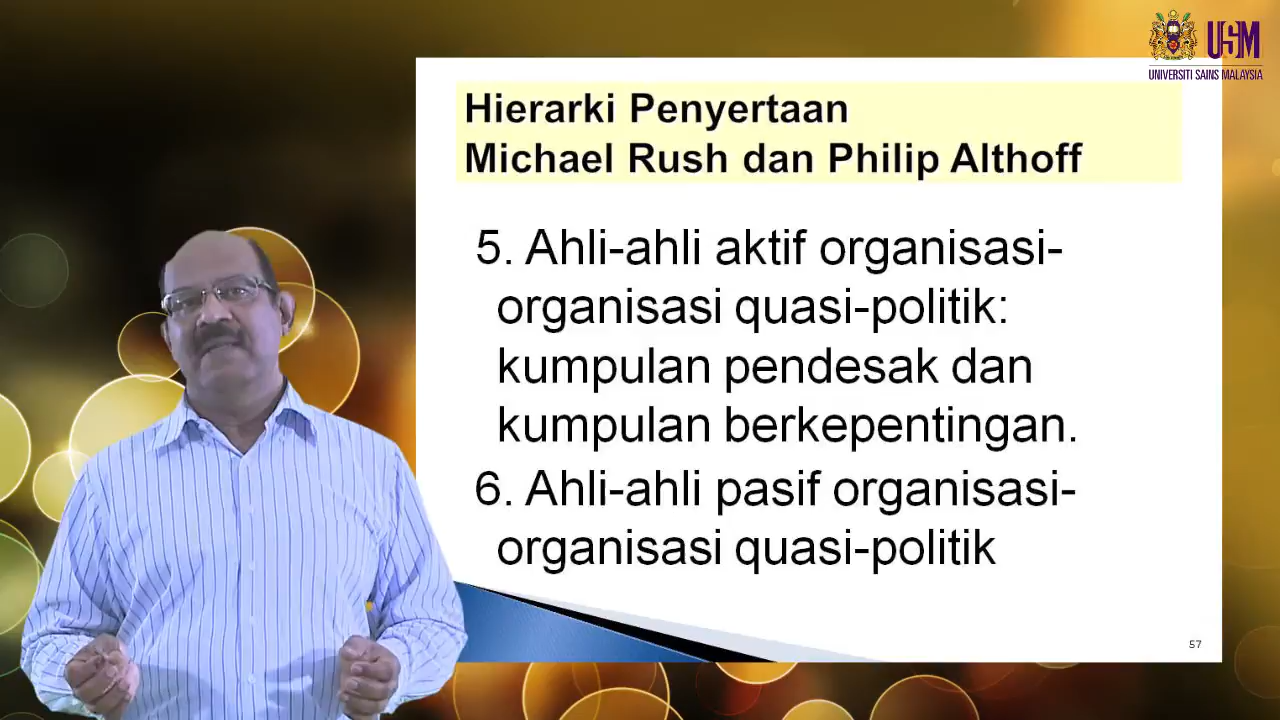 USM
UNIVERSITI SAINS MALAYSIA
Hierarki Penyertaan
Michael Rush dan Philip Althoff
5. Ahli-ahli aktif organisasi-
organisasi quasi-politik:
kumpulan pendesak dan
kumpulan berkepentingan.
6. Ahli-ahli pasif organisasi-
organisasi quasi-politik
57